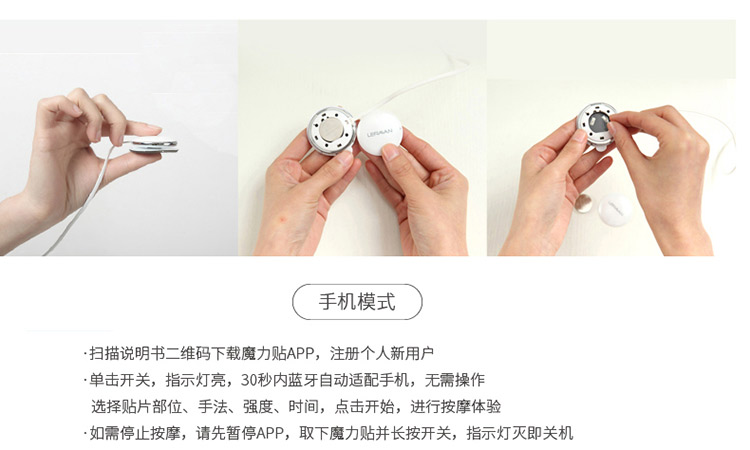 LERAVAN
手机模式
·扫描说明书二维码下载魔力贴APP，注册个人新用户
·单击开关，指示灯亮，30秒内蓝牙自动适配手机，无需操作
选择贴片部位、手法、强度、时间，点击开始，进行按摩体验
·如需停止按摩，请先暂停APP，取下魔力贴并长按开关，指示灯灭即关机